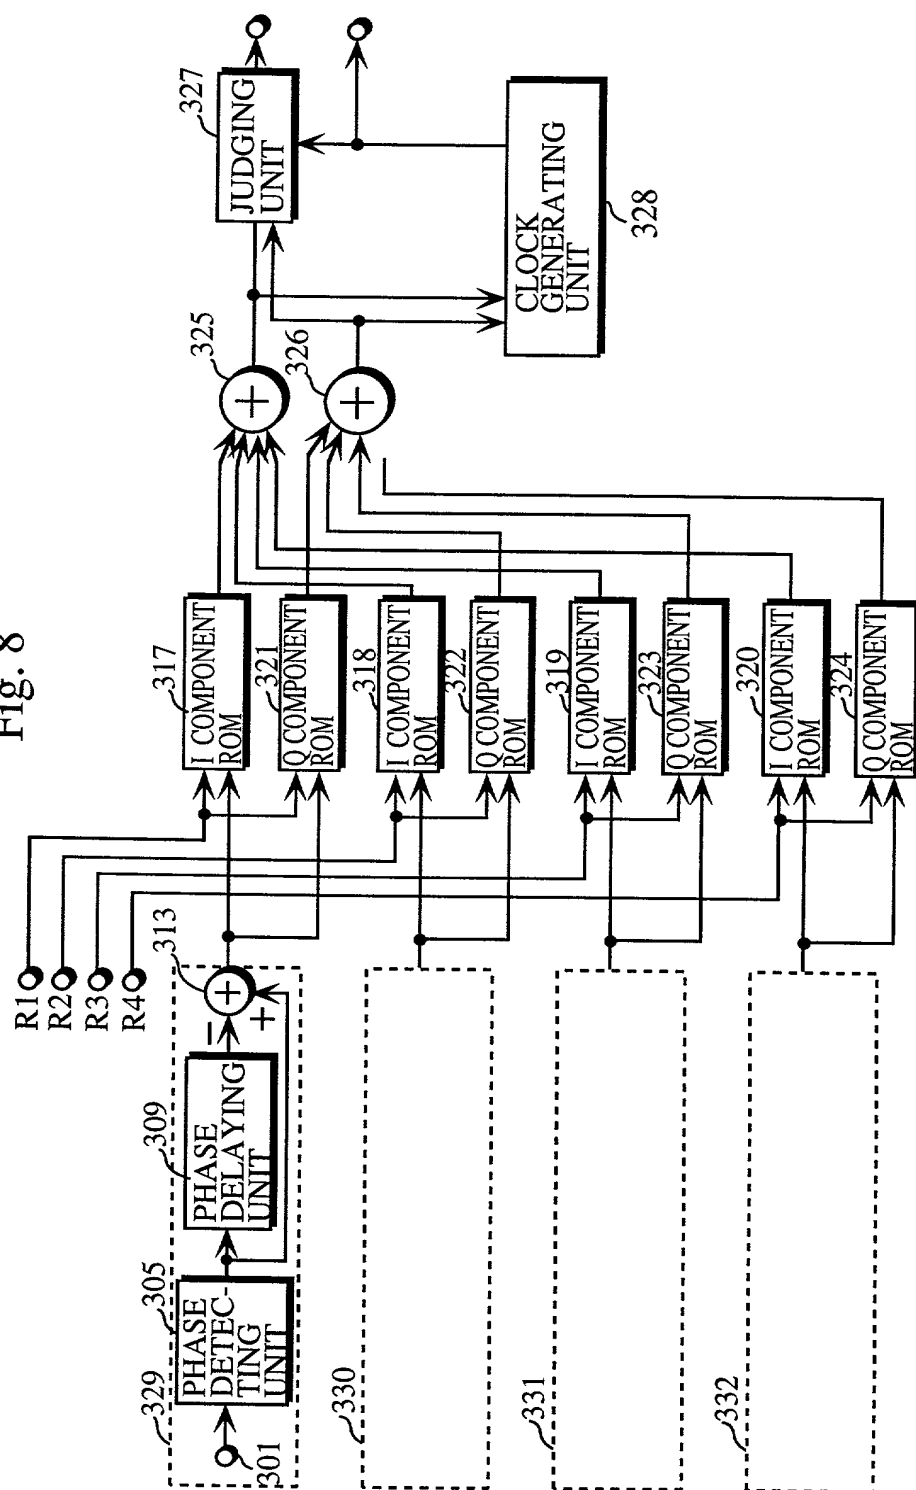 Fig. 8
R1
R2
R3
R4
329
305
PHASE
DETEC-
TING
UNIT
301
309
PHASE
DELAYING
UNIT
313
−
+
+
330
331
332
317
I COMPONENT
ROM
321
Q COMPONENT
ROM
318
I COMPONENT
ROM
322
Q COMPONENT
ROM
319
I COMPONENT
ROM
323
Q COMPONENT
ROM
320
I COMPONENT
ROM
324
Q COMPONENT
ROM
325
+
326
+
327
JUDGING
UNIT
CLOCK
GENERATING
UNIT
328